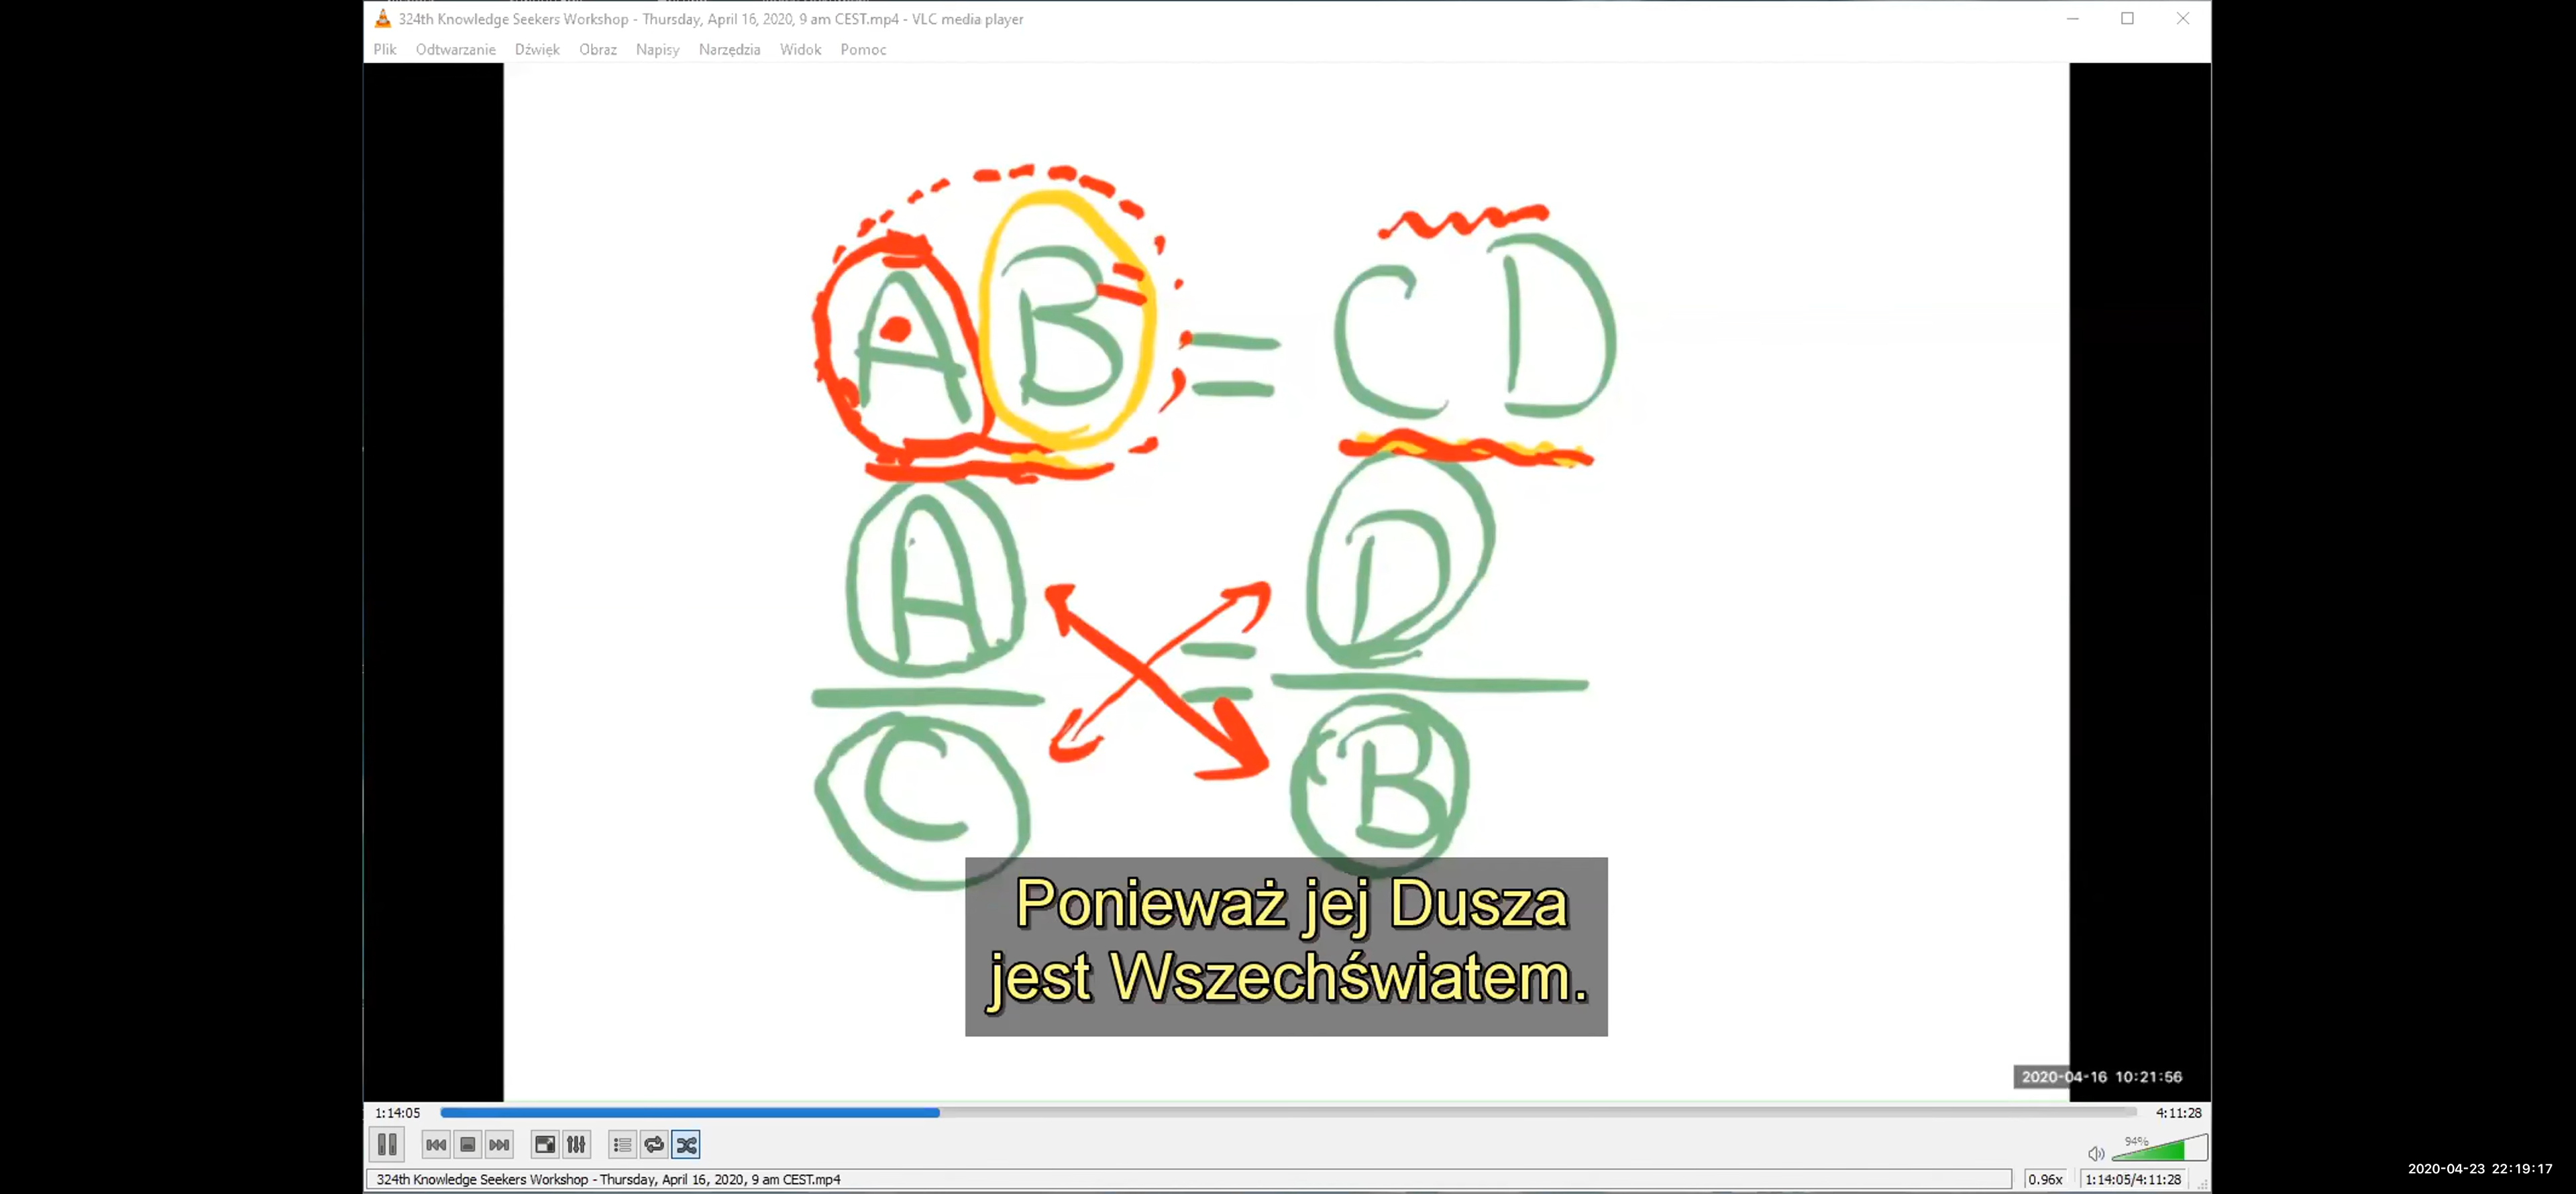 324th Knowledge Seekers Workshop - Thursday, April 16, 2020, 9 am CEST.mp4 - VLC media player
Plik Odtwarzanie Dźwięk Obraz Napisy Narzędzia Widok Pomoc
A B = C D
A = D
C B
Ponieważ jej Dusza
jest Wszechświatem.
2020-04-16 10:21:56
1:14:05 4:11:28
94%
324th Knowledge Seekers Workshop - Thursday, April 16, 2020, 9 am CEST.mp4 0.96x 1:14:05/4:11:28
2020-04-23 22:19:17